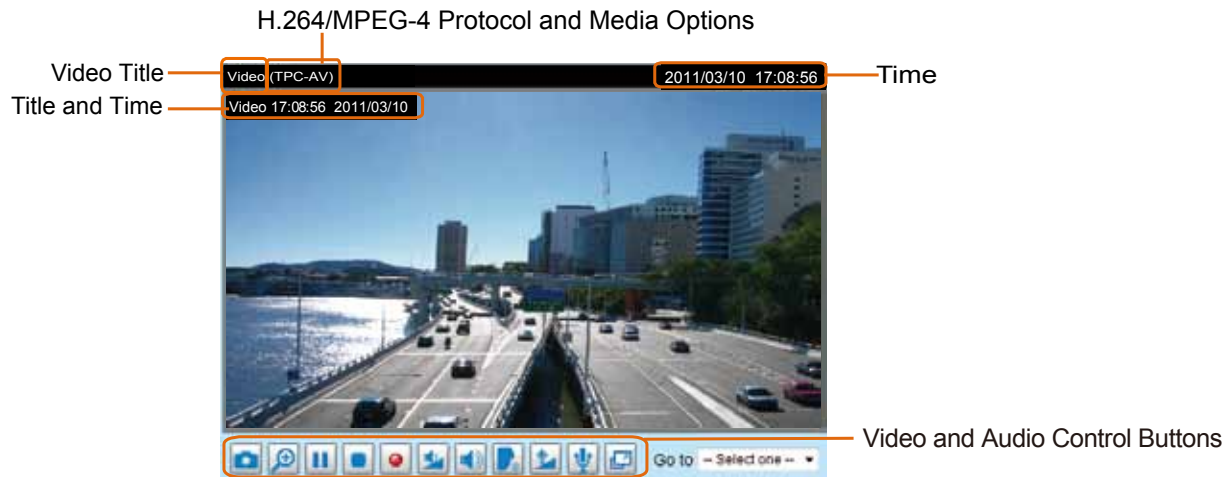 H.264/MPEG-4 Protocol and Media Options
Video Title
Video (TPC-AV)
2011/03/10 17:08:56
Time
Title and Time
Video 17:08:56 2011/03/10
Video and Audio Control Buttons
Go to
-- Select one --